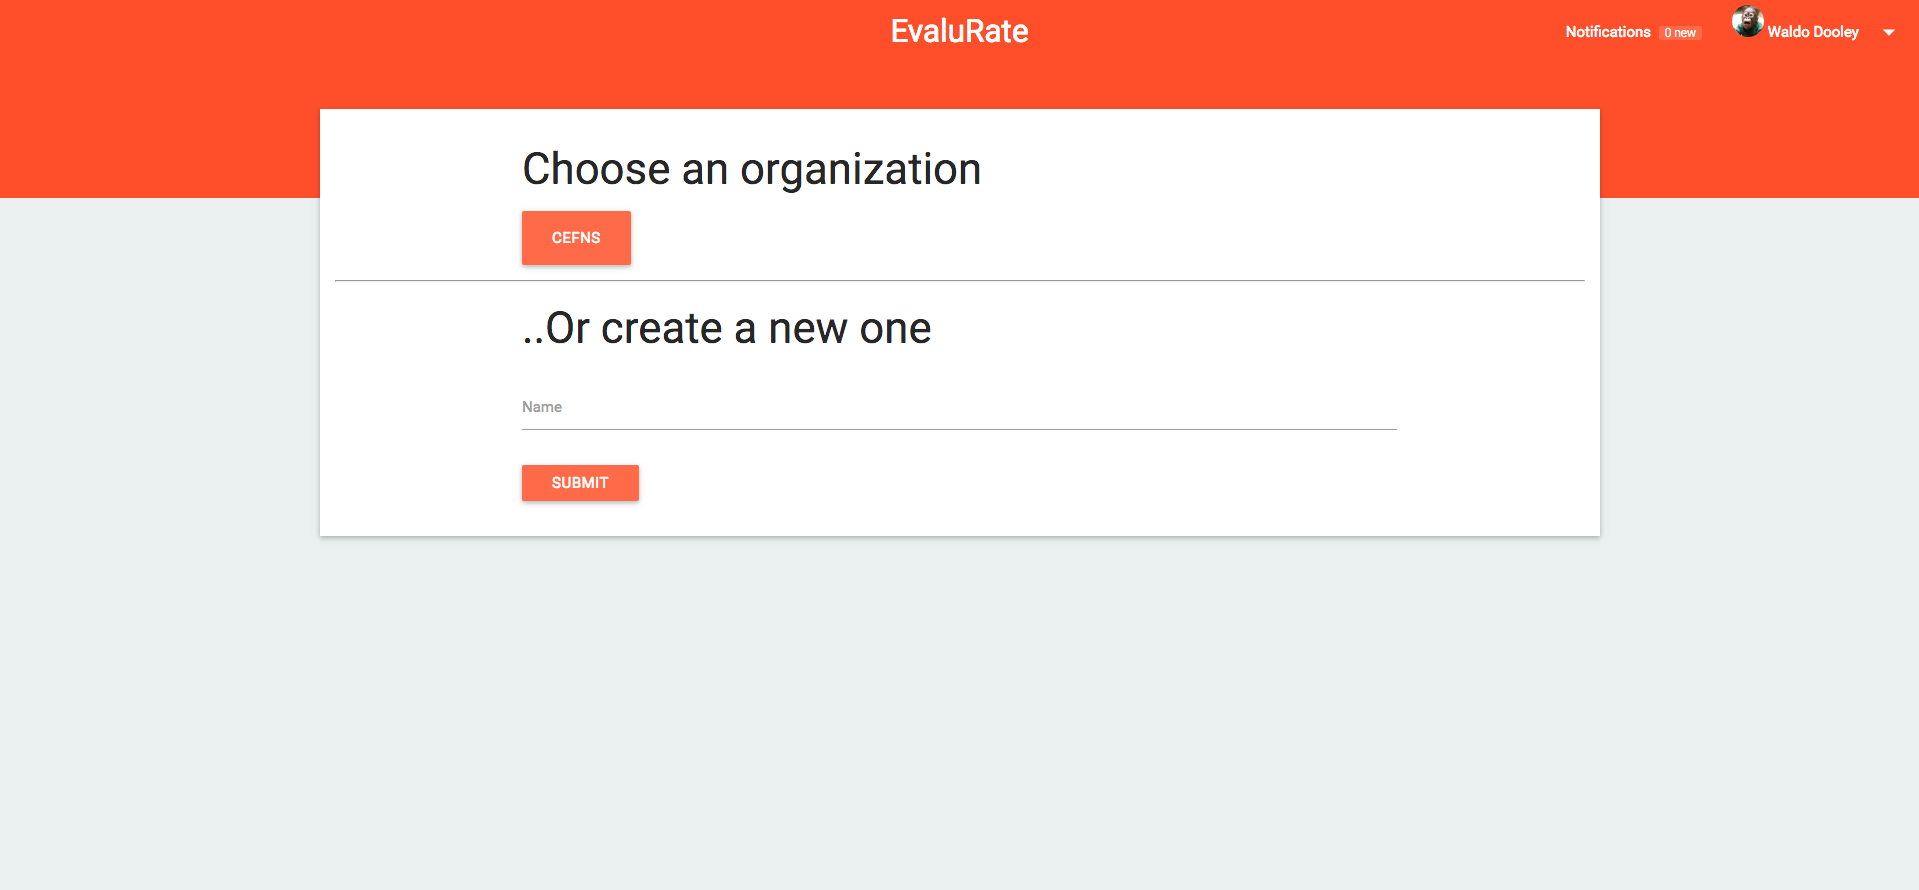 EvaluRate
Notifications 0 new
Waldo Dooley
Choose an organization
CEFNS
..Or create a new one
Name
SUBMIT